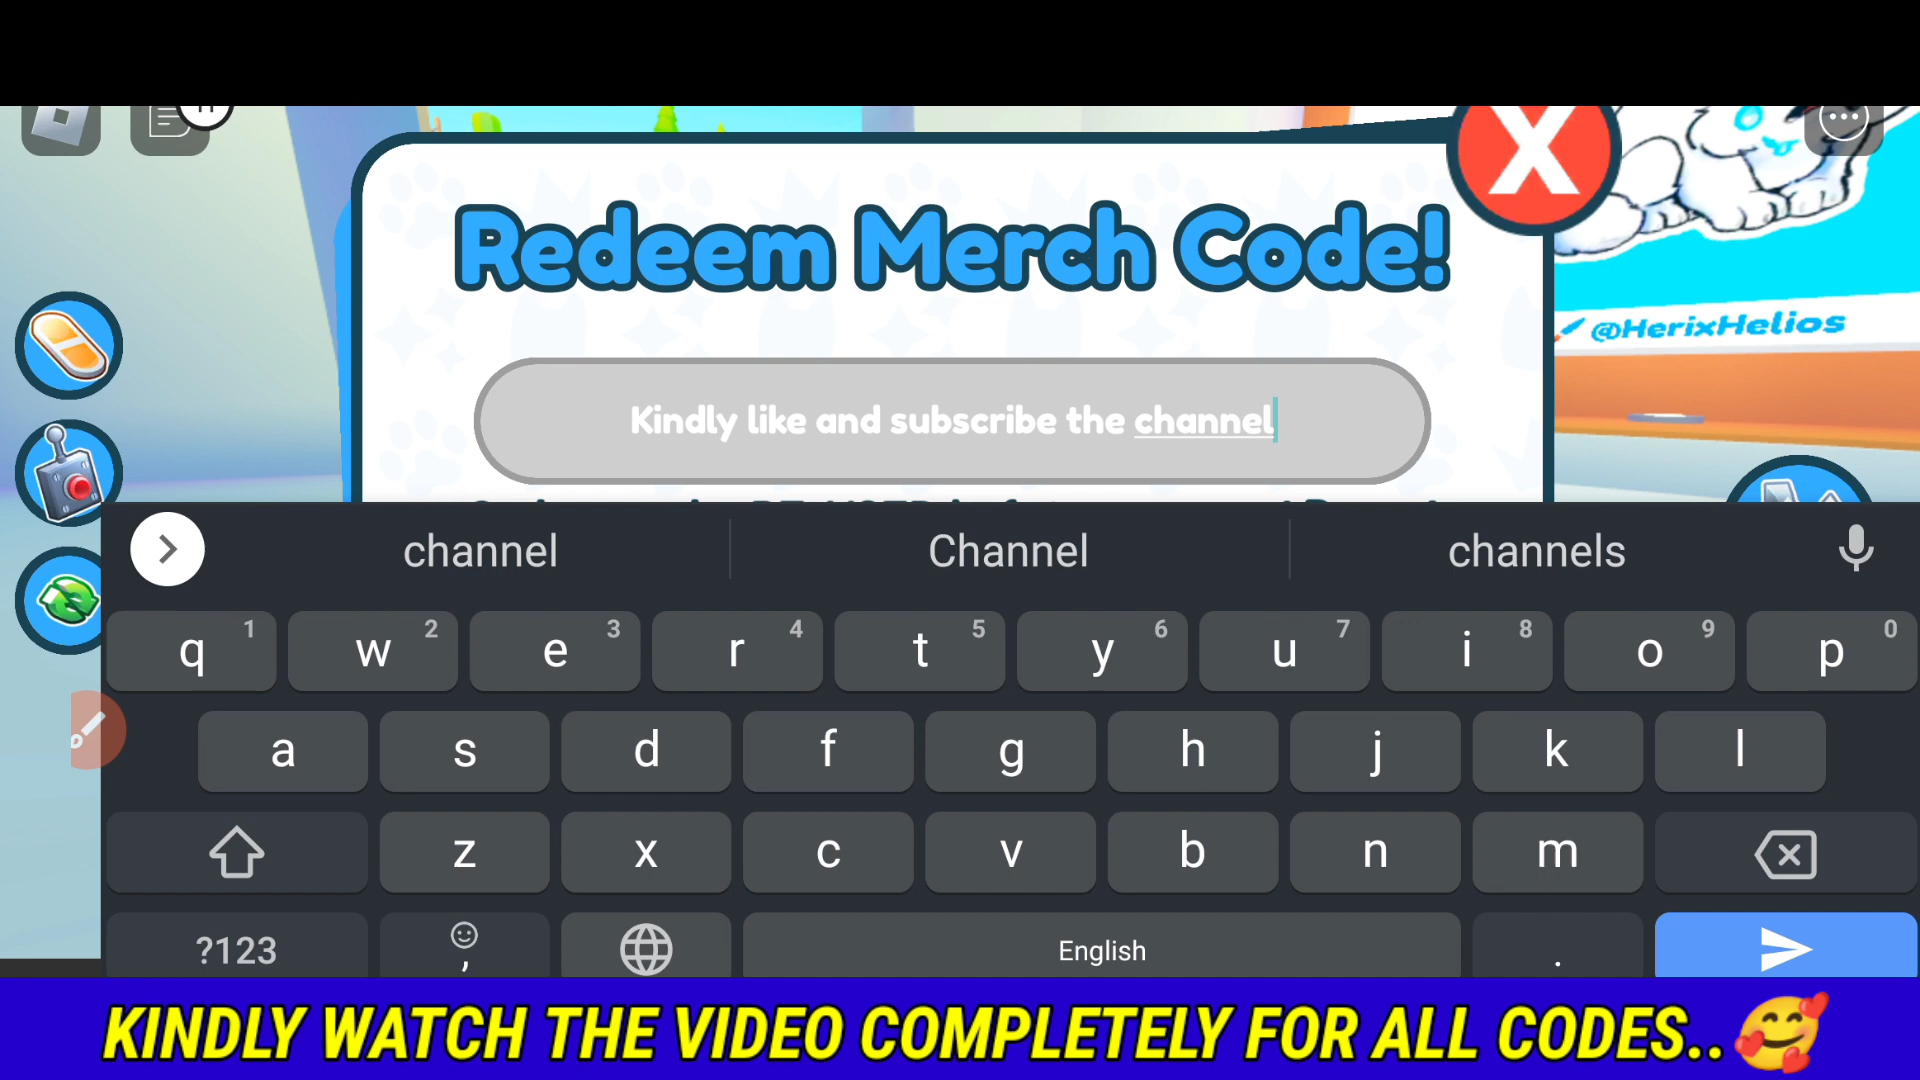 Redeem Merch Code!
X
@HerixHelios
Kindly like and subscribe the channel
channel Channel channels
q 1 w 2 e 3 r 4 t 5 y 6 u 7 i 8 o 9 p 0
a s d f g h j k l
z x c v b n m
?123 , English .
KINDLY WATCH THE VIDEO COMPLETELY FOR ALL CODES..🥰